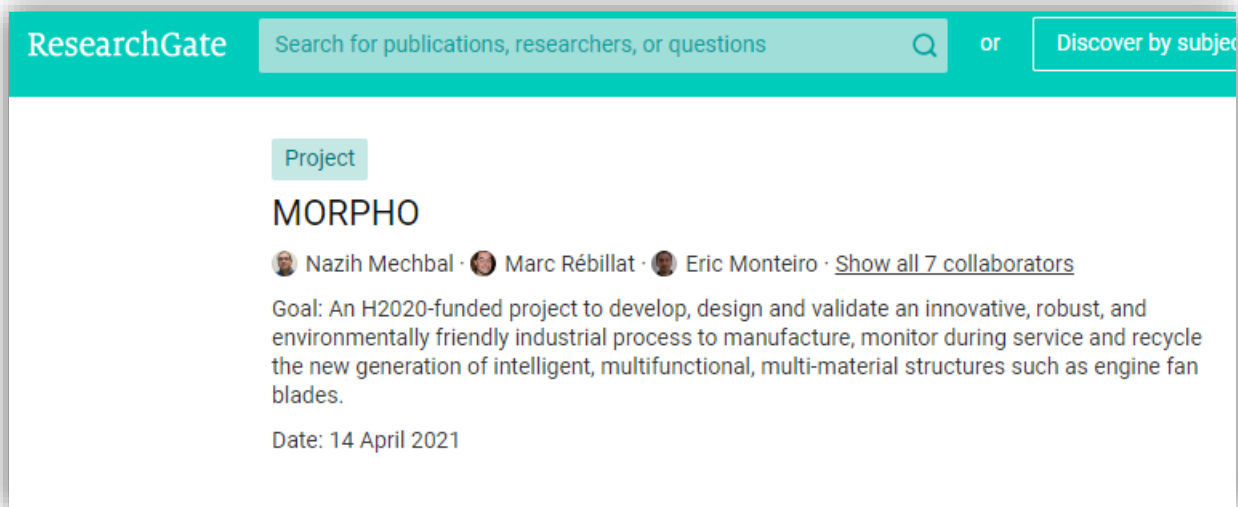 ResearchGate Search for publications, researchers, or questions or Discover by subjec
Project
MORPHO
Nazih Mechbal · Marc Rébillat · Eric Monteiro · Show all 7 collaborators
Goal: An H2020-funded project to develop, design and validate an innovative, robust, and
environmentally friendly industrial process to manufacture, monitor during service and recycle
the new generation of intelligent, multifunctional, multi-material structures such as engine fan
blades.
Date: 14 April 2021